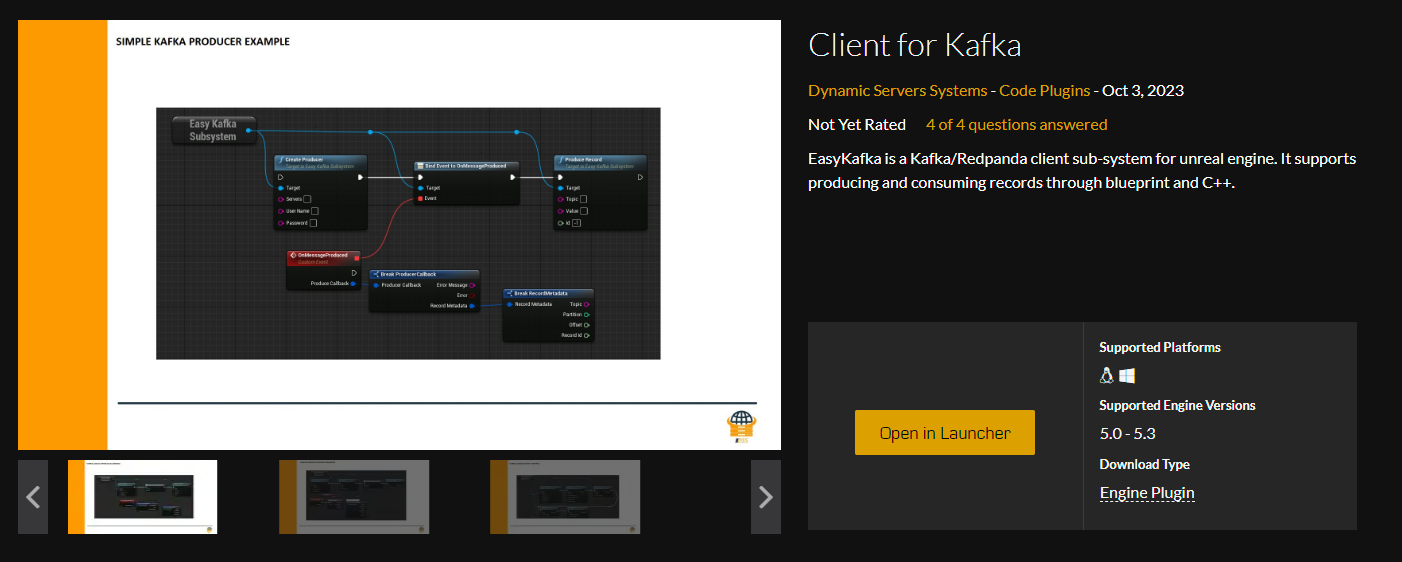 SIMPLE KAFKA PRODUCER EXAMPLE
Easy Kafka
Subsystem
Create Producer
Target is Easy Kafka Subsystem
Target
Servers
User Name
Password
Bind Event to OnMessageProduced
Target
Event
Produce Record
Target is Easy Kafka Subsystem
Target
Topic
Value
Id -1
OnMessageProduced
Custom Event
Produce Callback
Break ProducerCallback
Producer Callback
Error Message
Error
Record Metadata
Break RecordMetadata
Record Metadata
Topic
Partition
Offset
Record Id
Client for Kafka
Dynamic Servers Systems - Code Plugins - Oct 3, 2023
Not Yet Rated 4 of 4 questions answered
EasyKafka is a Kafka/Redpanda client sub-system for unreal engine. It supports
producing and consuming records through blueprint and C++.
Open in Launcher
Supported Platforms
Supported Engine Versions
5.0 - 5.3
Download Type
Engine Plugin